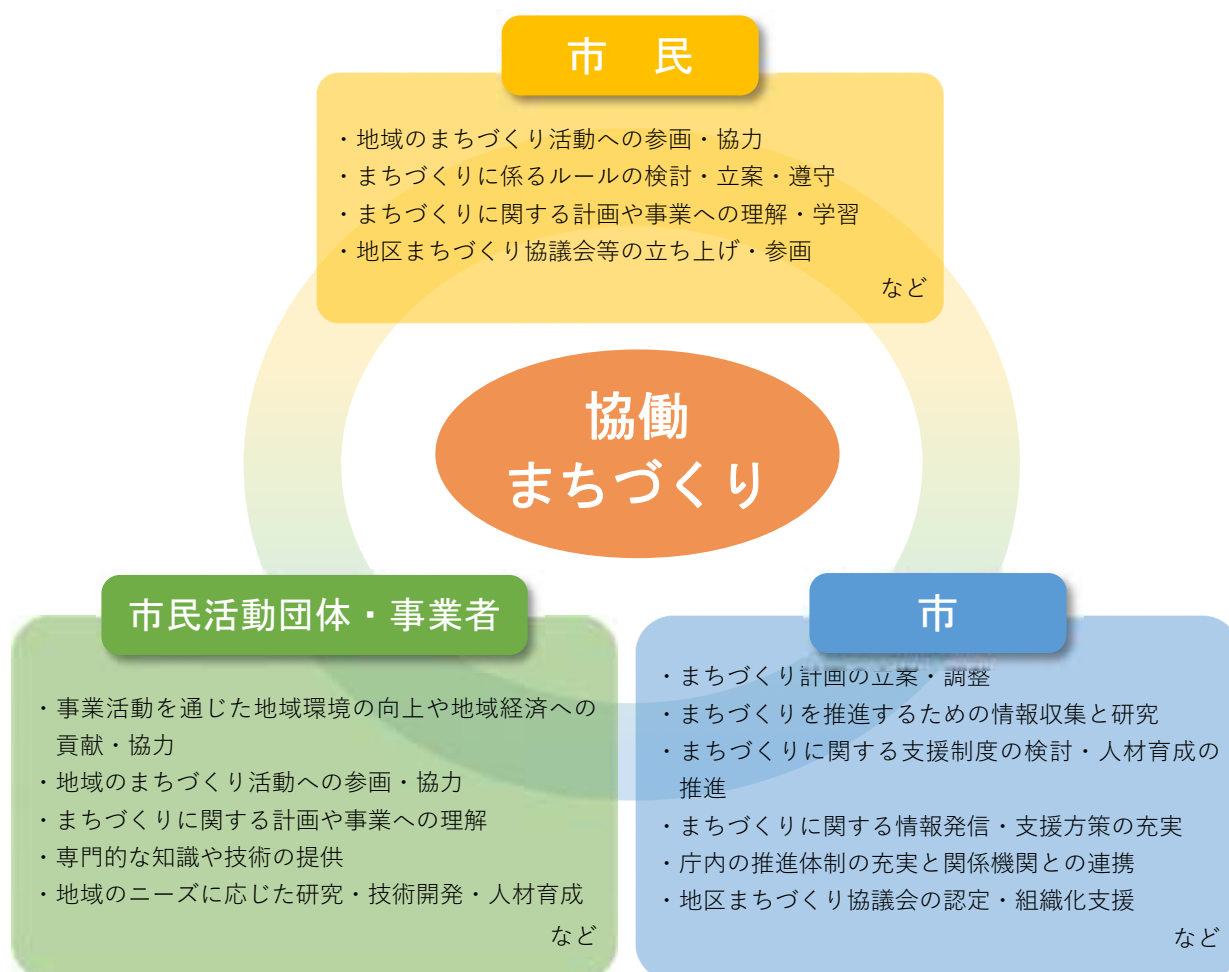 市　民
・地域のまちづくり活動への参画・協力
・まちづくりに係るルールの検討・立案・遵守
・まちづくりに関する計画や事業への理解・学習
・地区まちづくり協議会等の立ち上げ・参画
など
協働
まちづくり
市民活動団体・事業者
・事業活動を通じた地域環境の向上や地域経済への
貢献・協力
・地域のまちづくり活動への参画・協力
・まちづくりに関する計画や事業への理解
・専門的な知識や技術の提供
・地域のニーズに応じた研究・技術開発・人材育成
など
市
・まちづくり計画の立案・調整
・まちづくりを推進するための情報収集と研究
・まちづくりに関する支援制度の検討・人材育成の
推進
・まちづくりに関する情報発信・支援方策の充実
・庁内の推進体制の充実と関係機関との連携
・地区まちづくり協議会の認定・組織化支援
など